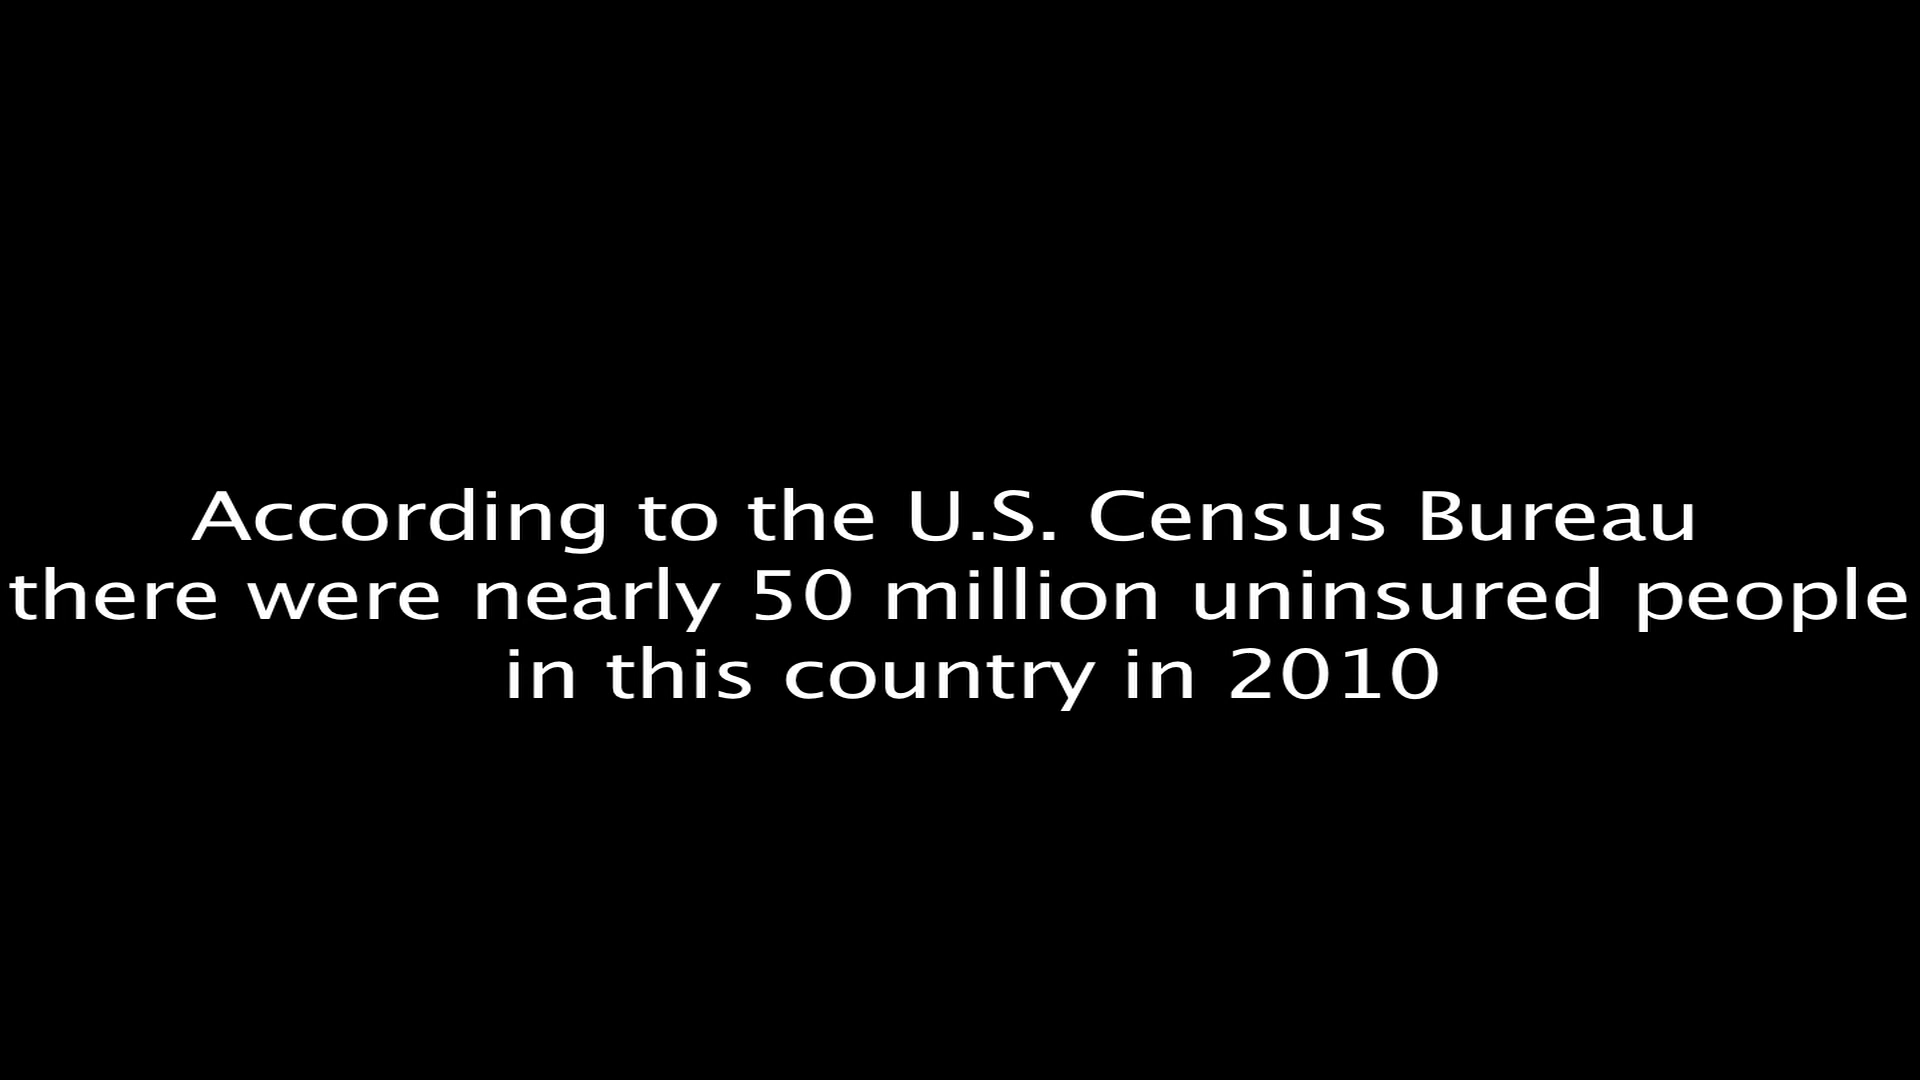 According to the U.S. Census Bureau
there were nearly 50 million uninsured people
in this country in 2010